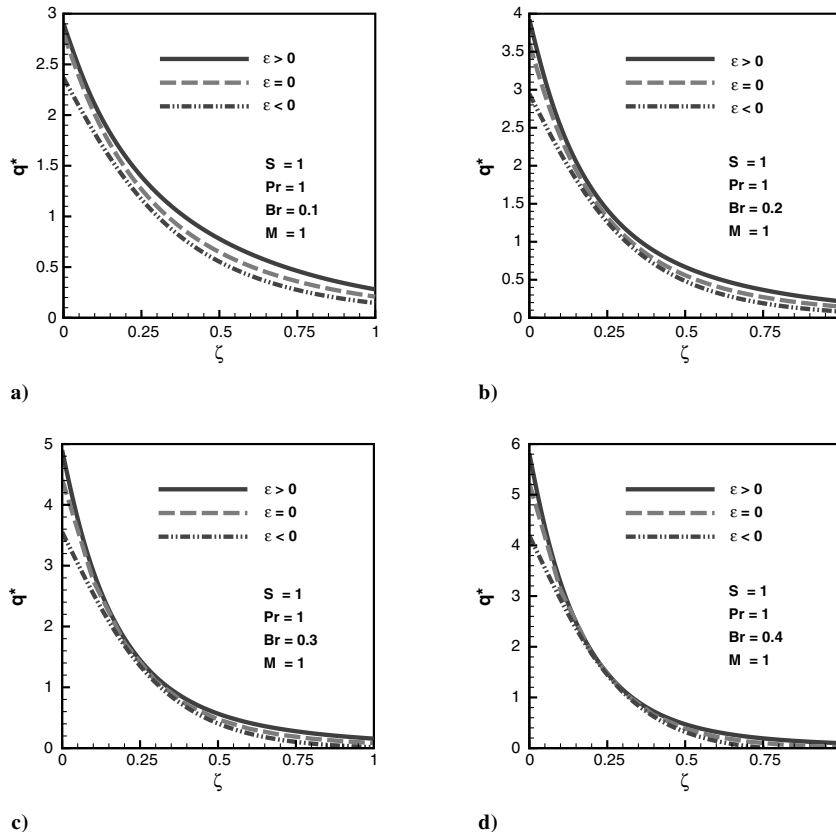 3
2.5
2
1.5
1
0.5
0
q*
0
0.25
0.5
0.75
1
ζ
ε > 0
ε = 0
ε < 0
S = 1
Pr = 1
Br = 0.1
M = 1
a)
4
3.5
3
2.5
2
1.5
1
0.5
0
q*
0
0.25
0.5
0.75
ζ
ε > 0
ε = 0
ε < 0
S = 1
Pr = 1
Br = 0.2
M = 1
b)
5
4
3
2
1
0
q*
0
0.25
0.5
0.75
1
ζ
ε > 0
ε = 0
ε < 0
S = 1
Pr = 1
Br = 0.3
M = 1
c)
6
5
4
3
2
1
0
q*
0
0.25
0.5
0.75
ζ
ε > 0
ε = 0
ε < 0
S = 1
Pr = 1
Br = 0.4
M = 1
d)